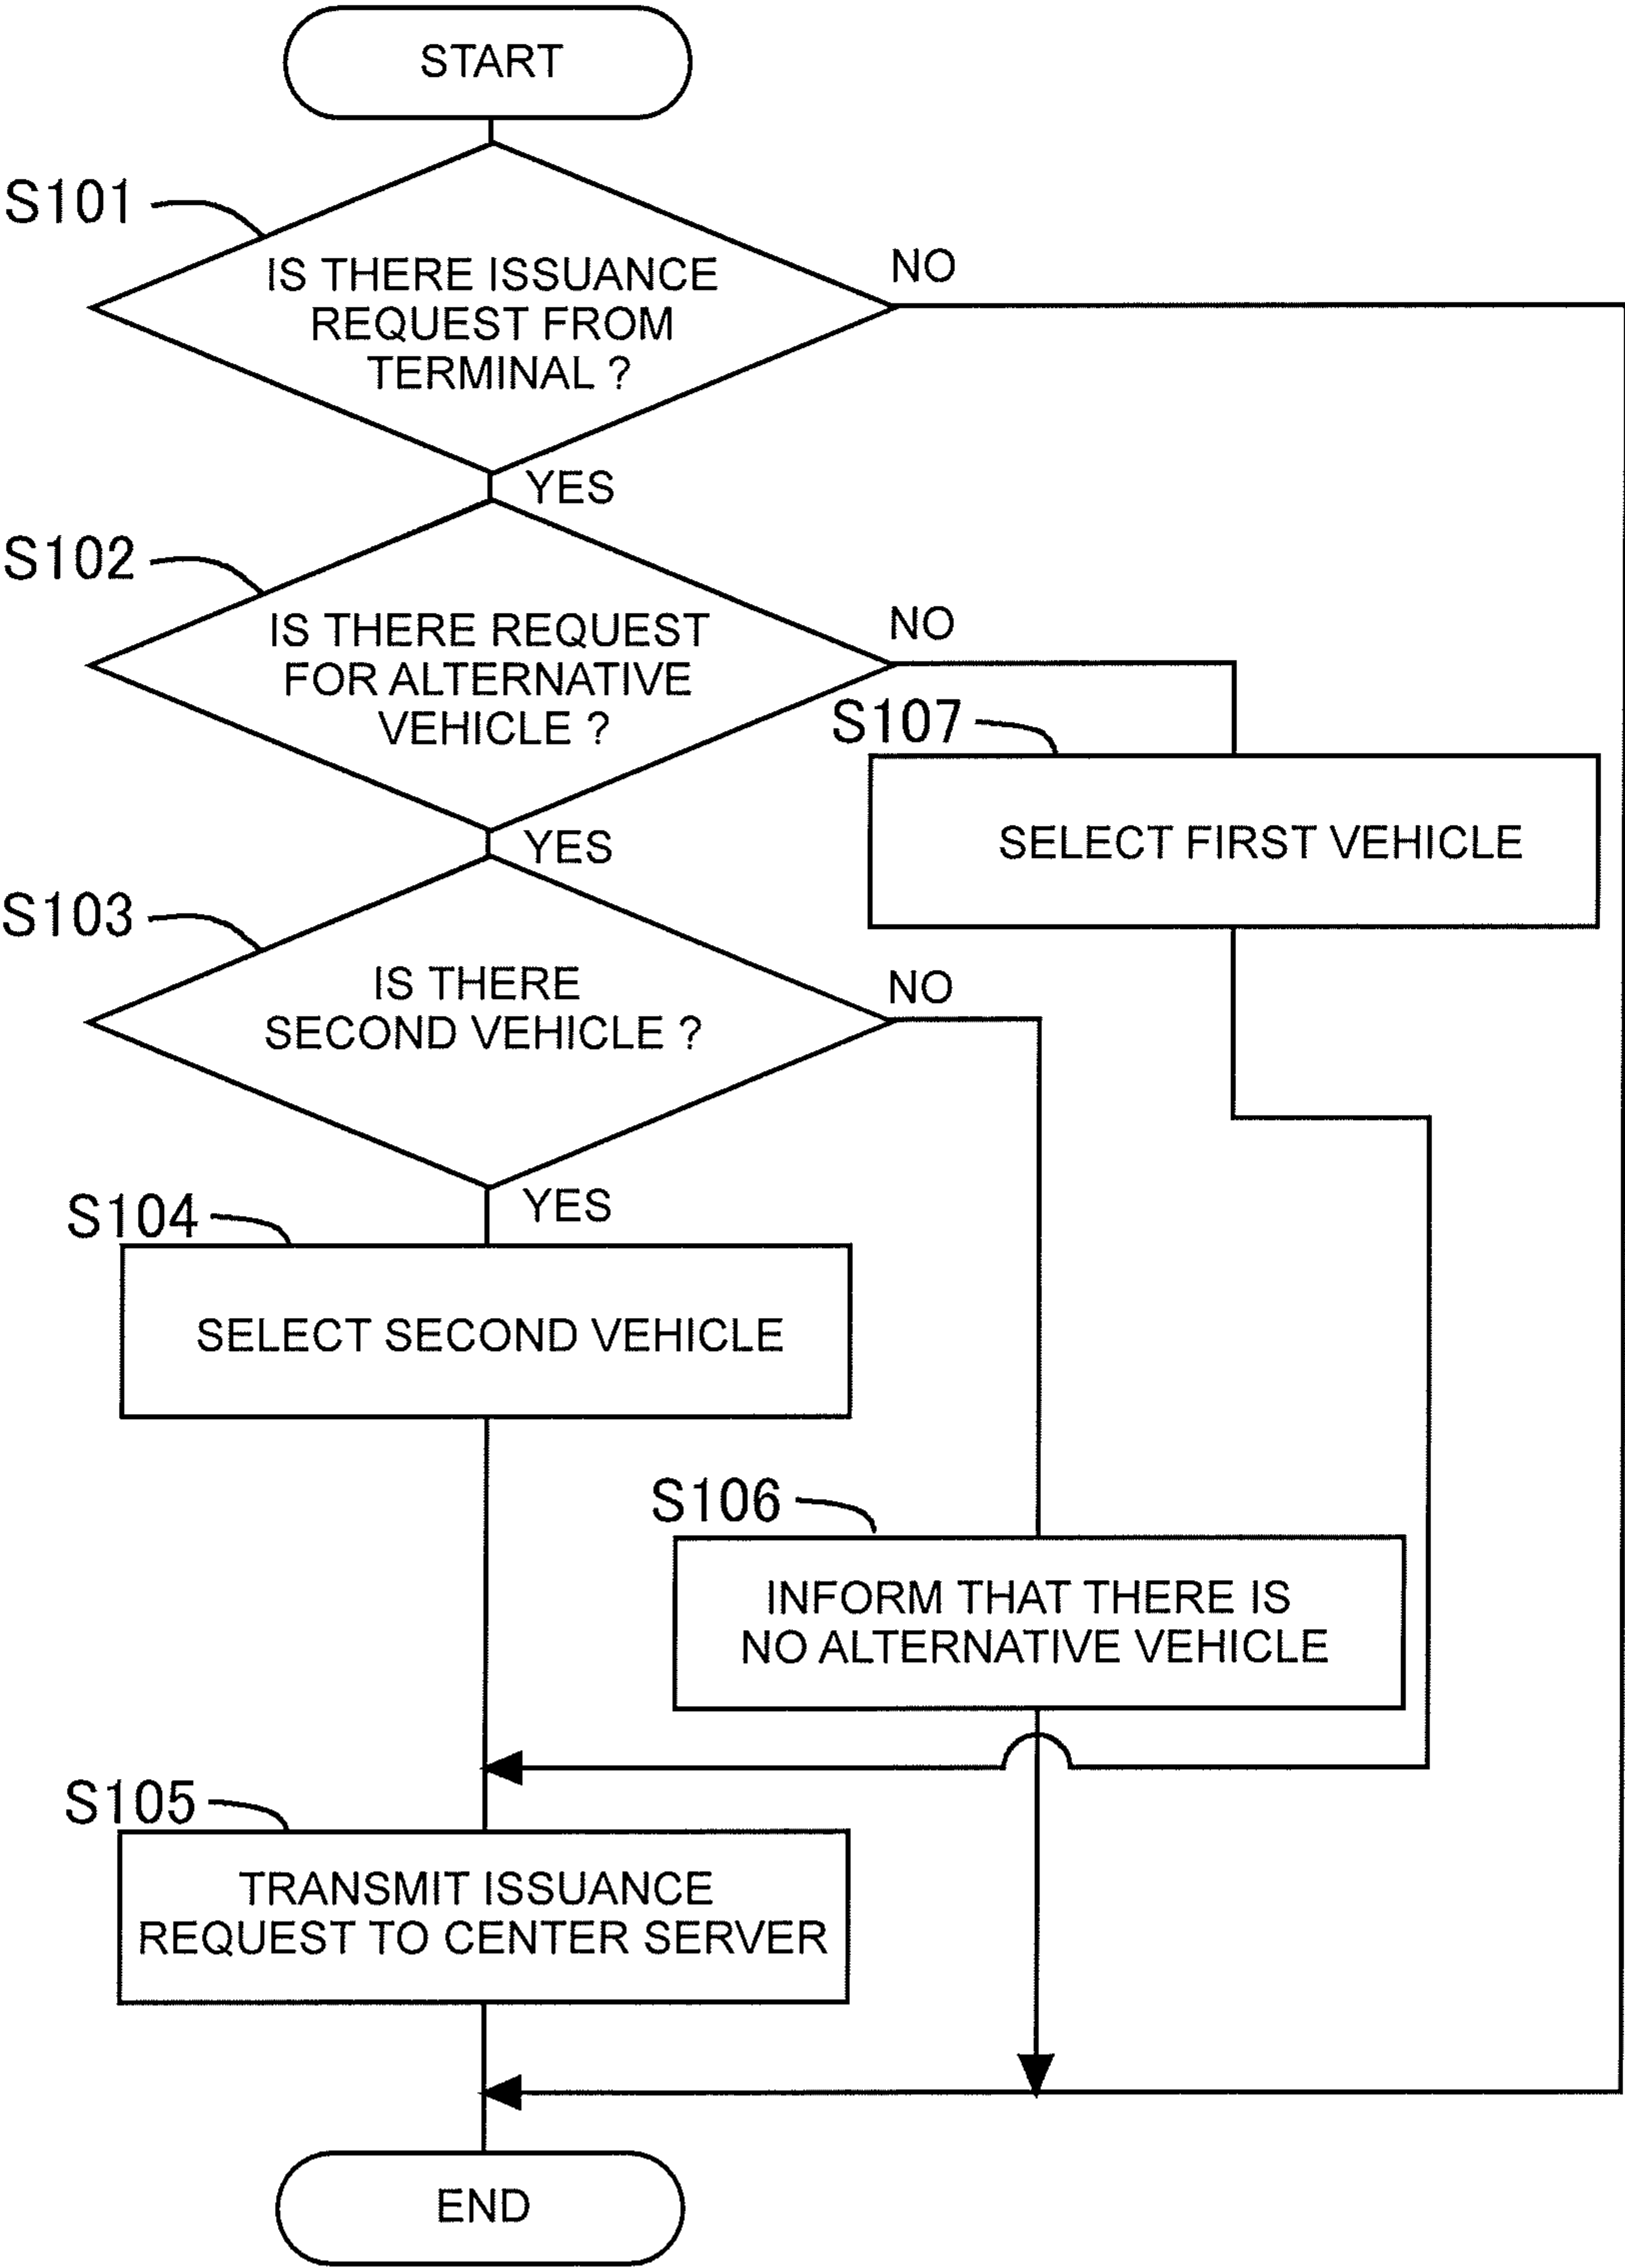 START
S101
IS THERE ISSUANCE
REQUEST FROM
TERMINAL ?
NO
YES
S102
IS THERE REQUEST
FOR ALTERNATIVE
VEHICLE ?
NO
S107
SELECT FIRST VEHICLE
YES
S103
IS THERE
SECOND VEHICLE ?
NO
YES
S104
SELECT SECOND VEHICLE
S106
INFORM THAT THERE IS
NO ALTERNATIVE VEHICLE
S105
TRANSMIT ISSUANCE
REQUEST TO CENTER SERVER
END